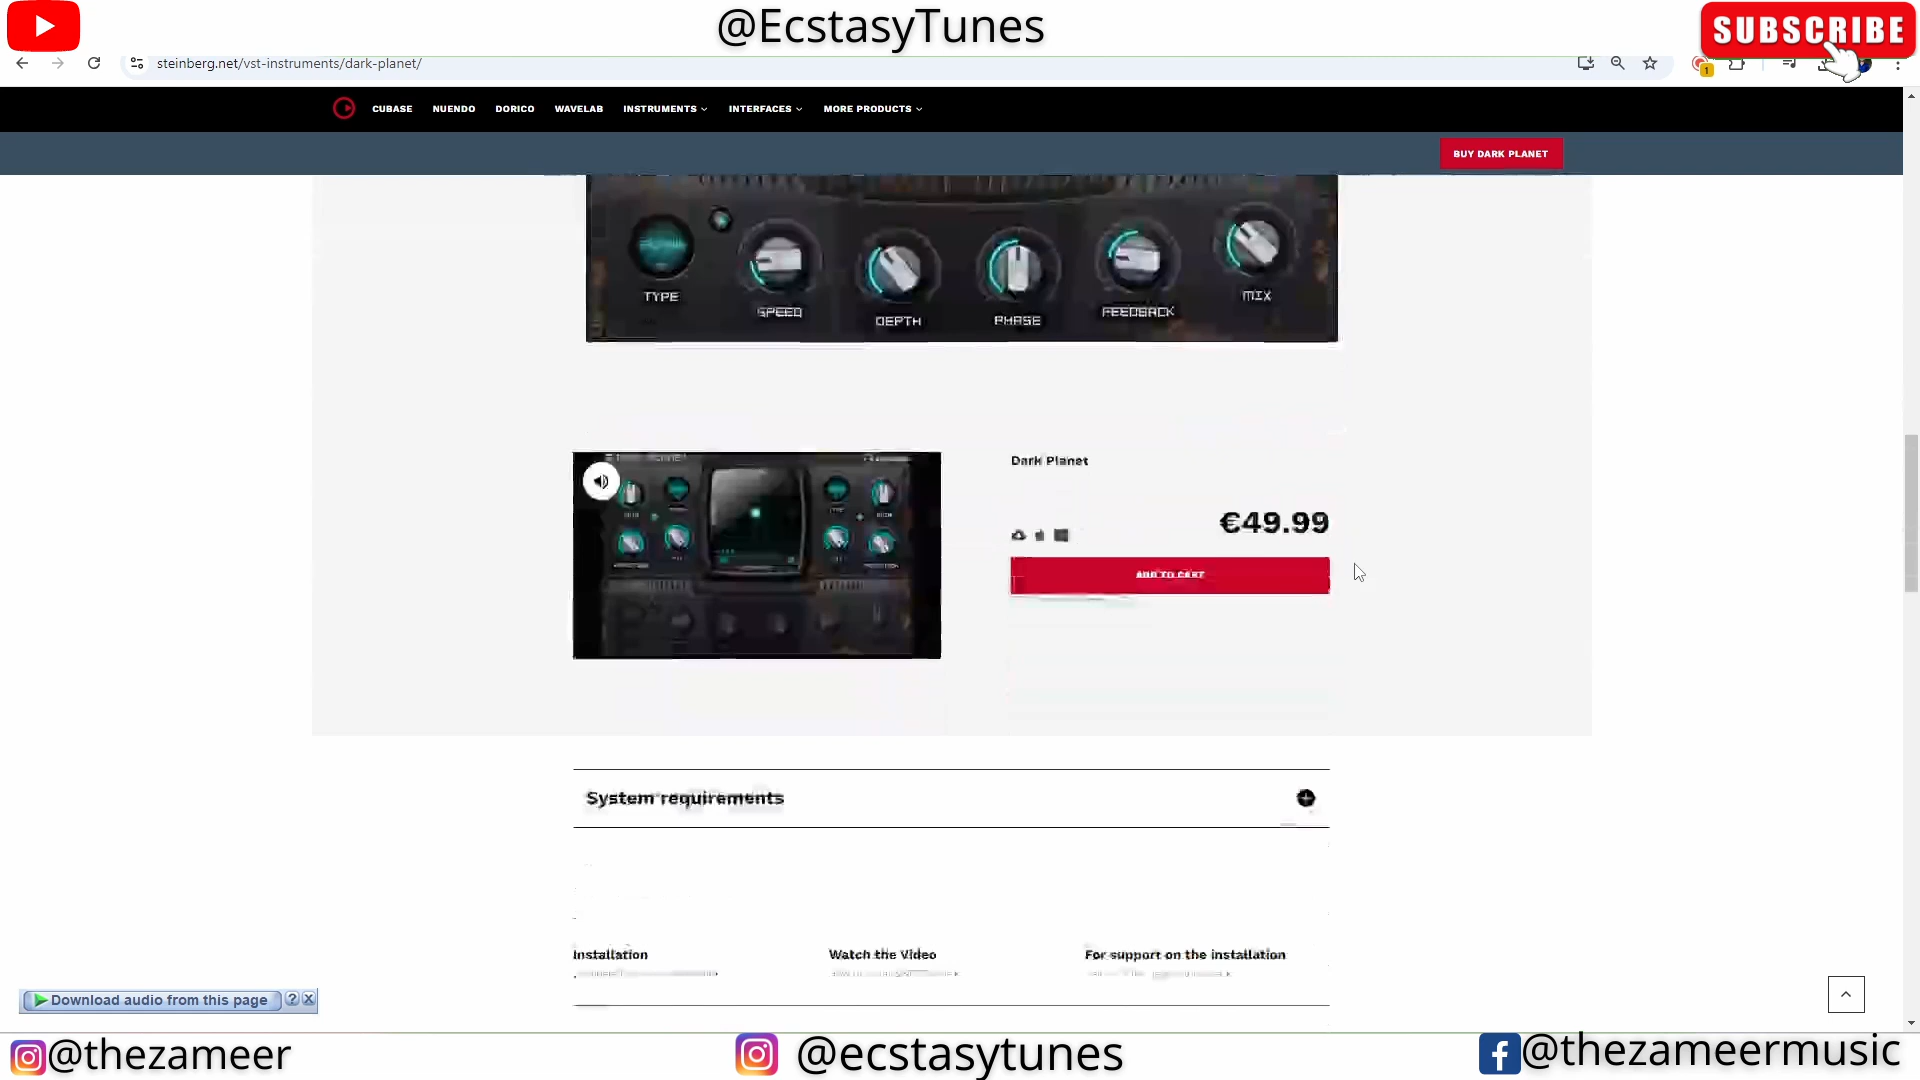 @EcstasyTunes
SUBSCRIBE
steinberg.net/vst-instruments/dark-planet/
1
CUBASE NUENDO DORICO WAVELAB INSTRUMENTS INTERFACES MORE PRODUCTS
BUY DARK PLANET
TYPE SPEED DEPTH PHASE FEEDBACK MIX
Dark Planet
€49.99
ADD TO CART
System requirements
Installation Watch the Video For support on the installation
Download audio from this page ? X
@thezameer @ecstasytunes @thezameermusic